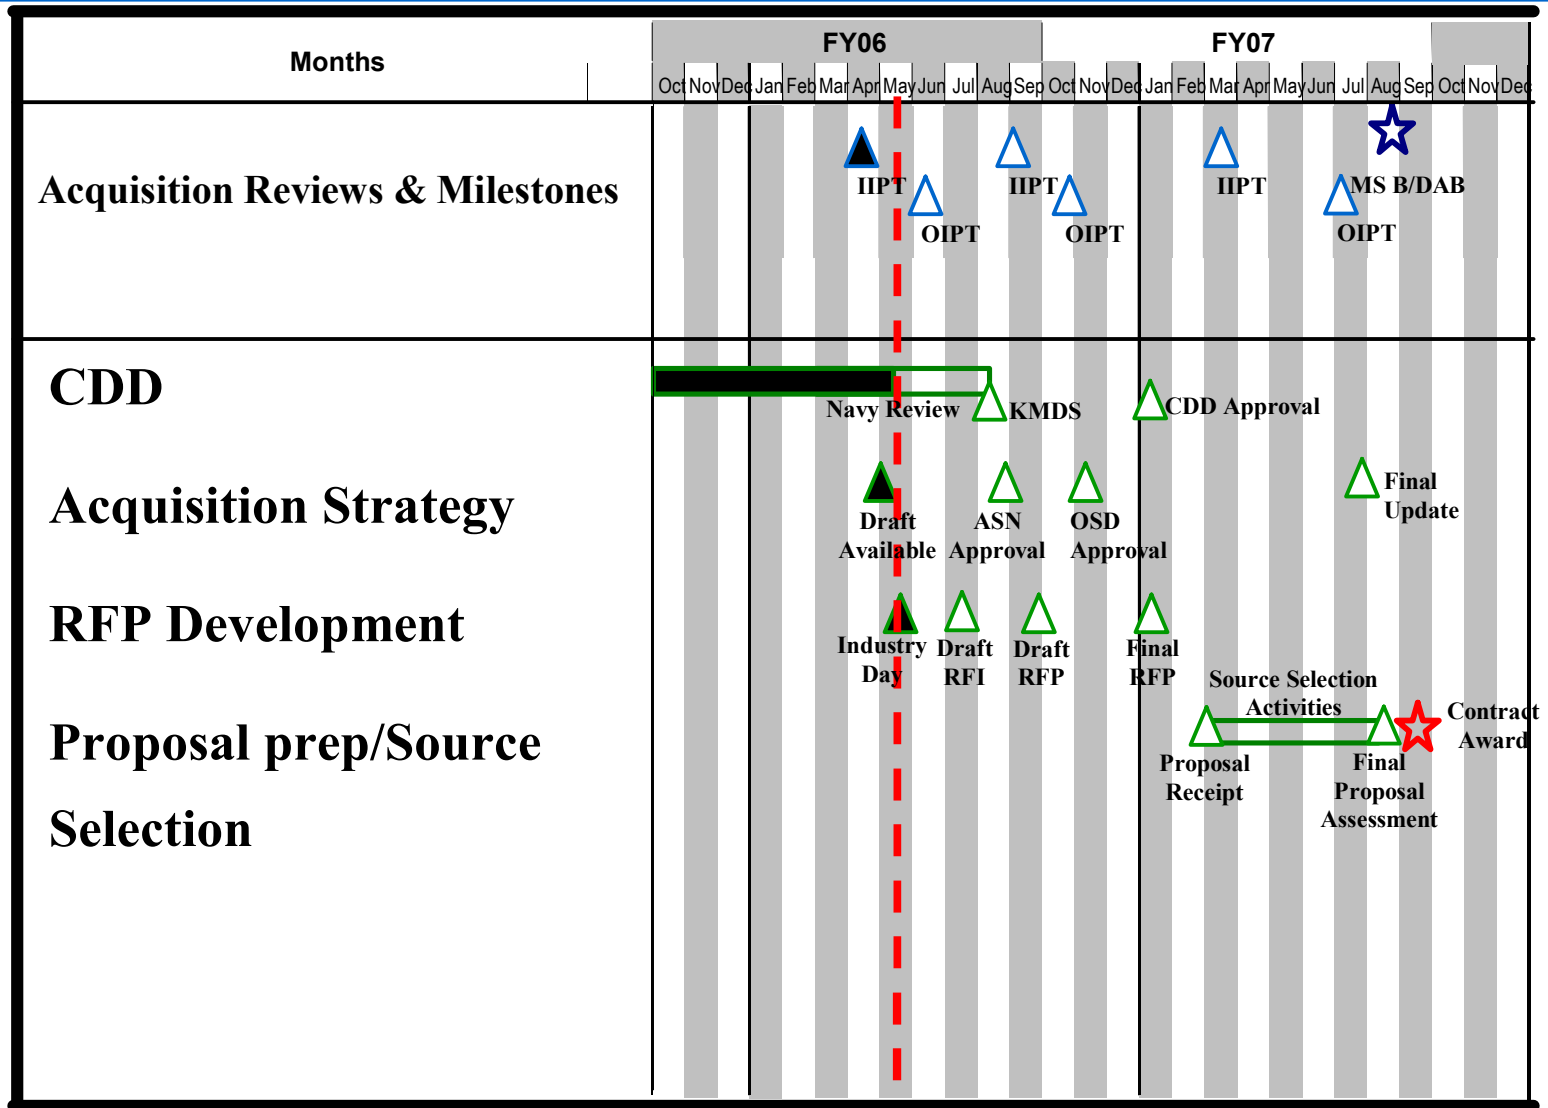 Months
FY06
FY07
Oct Nov Dec Jan Feb Mar Apr May Jun Jul Aug Sep Oct Nov Dec Jan Feb Mar Apr May Jun Jul Aug Sep Oct Nov Dec
Acquisition Reviews & Milestones
IIPT
OIPT
IIPT
OIPT
IIPT
OIPT
MS B/DAB
CDD
Navy Review
KMDS
CDD Approval
Acquisition Strategy
Draft
Available
ASN
Approval
OSD
Approval
Final
Update
RFP Development
Industry
Day
Draft
RFI
Draft
RFP
Final
RFP
Proposal prep/Source
Selection
Source Selection
Activities
Proposal
Receipt
Final
Proposal
Assessment
Contract
Award